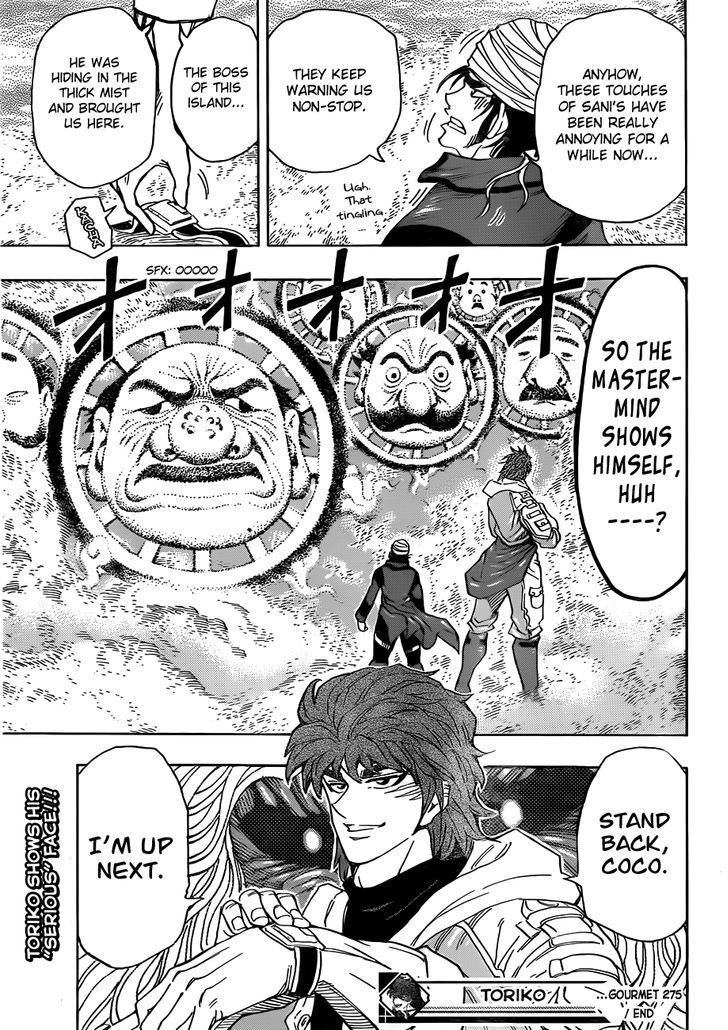 ANYHOW,
THESE TOUCHES
OF SANI'S HAVE
BEEN REALLY
ANNOYING FOR A
WHILE NOW...
THEY KEEP
WARNING US
NON-STOP.
Ugh.
That
tingling...
THE BOSS
OF THIS
ISLAND...
HE WAS
HIDING IN THE
THICK MIST
AND BROUGHT
US HERE.
SFX: OOOOO
オオオオオ
SO THE
MASTER-
MIND
SHOWS
HIMSELF,
HUH
----?
STAND
BACK,
COCO.
I'M UP
NEXT.
TORIKO SHOWS HIS
"SERIOUS" FACE!!!!
TORIKO
...GOURMET 275
/ END